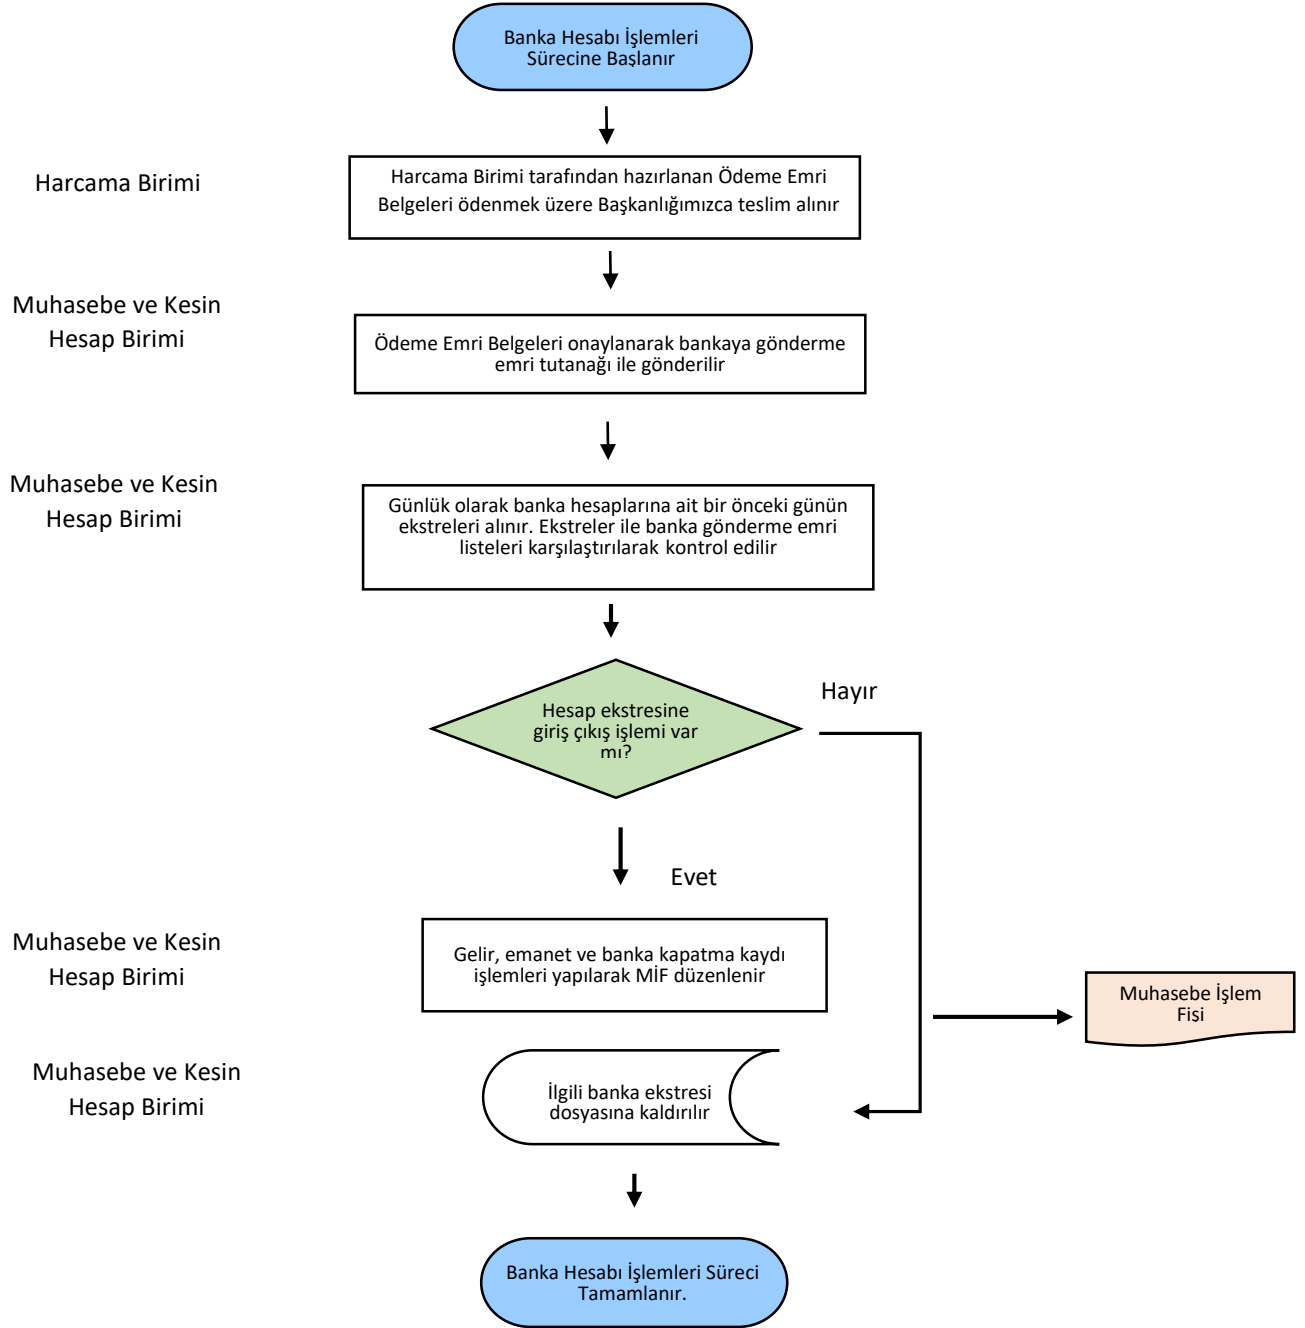 Banka Hesabı İşlemleri
Sürecine Başlanır
Harcama Birimi
Harcama Birimi tarafından hazırlanan Ödeme Emri
Belgeleri ödenmek üzere Başkanlığımızca teslim alınır
Muhasebe ve Kesin
Hesap Birimi
Ödeme Emri Belgeleri onaylanarak bankaya gönderme
emri tutanağı ile gönderilir
Muhasebe ve Kesin
Hesap Birimi
Günlük olarak banka hesaplarına ait bir önceki günün
ekstreleri alınır. Ekstreler ile banka gönderme emri
listeleri karşılaştırılarak kontrol edilir
Hesap ekstresine
giriş çıkış işlemi var
mı?
Hayır
Evet
Muhasebe ve Kesin
Hesap Birimi
Gelir, emanet ve banka kapatma kaydı
işlemleri yapılarak MİF düzenlenir
Muhasebe İşlem
Fisi
Muhasebe ve Kesin
Hesap Birimi
İlgili banka ekstresi
dosyasına kaldırılır
Banka Hesabı İşlemleri Süreci
Tamamlanır.